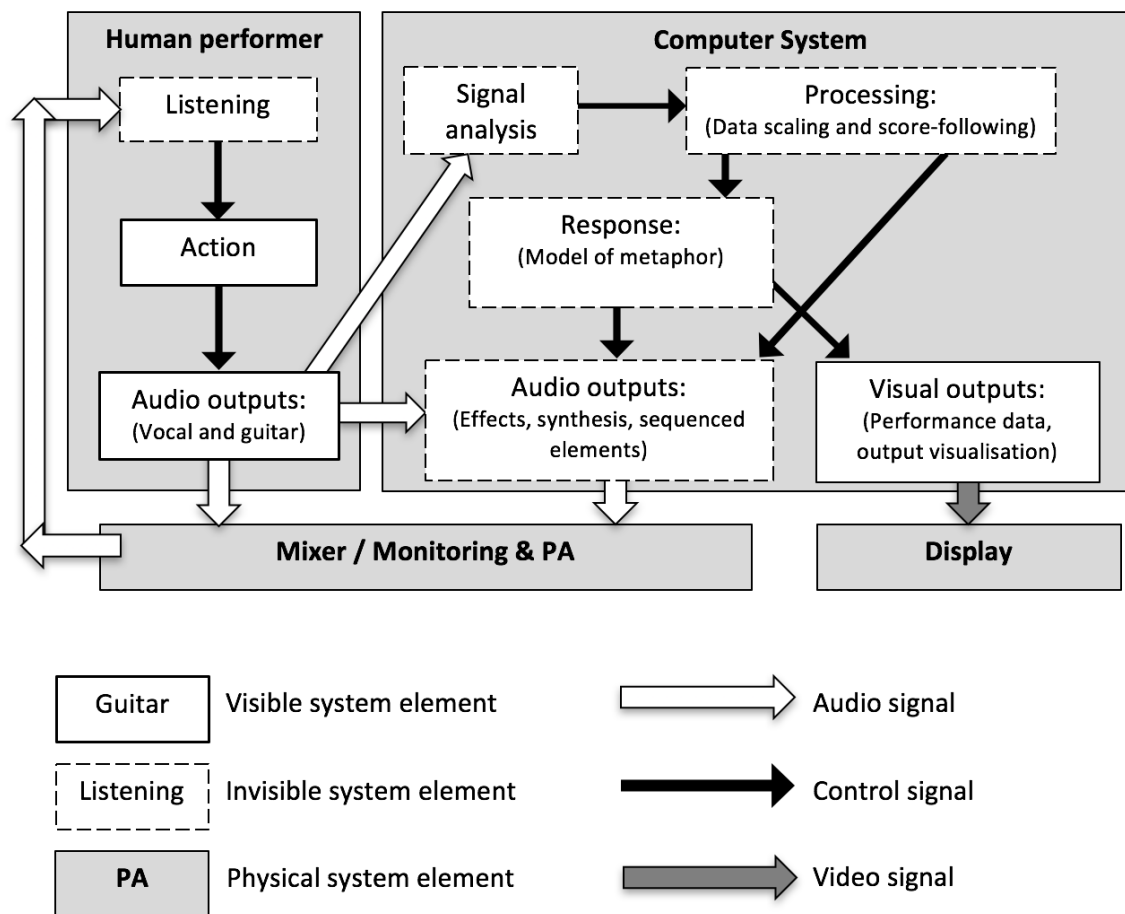 Human performer
Listening
Action
Audio outputs:
(Vocal and guitar)
Computer System
Signal
analysis
Processing:
(Data scaling and score-following)
Response:
(Model of metaphor)
Audio outputs:
(Effects, synthesis, sequenced
elements)
Visual outputs:
(Performance data,
output visualisation)
Mixer / Monitoring & PA
Display
Guitar
Visible system element
Audio signal
Listening
Invisible system element
Control signal
PA
Physical system element
Video signal